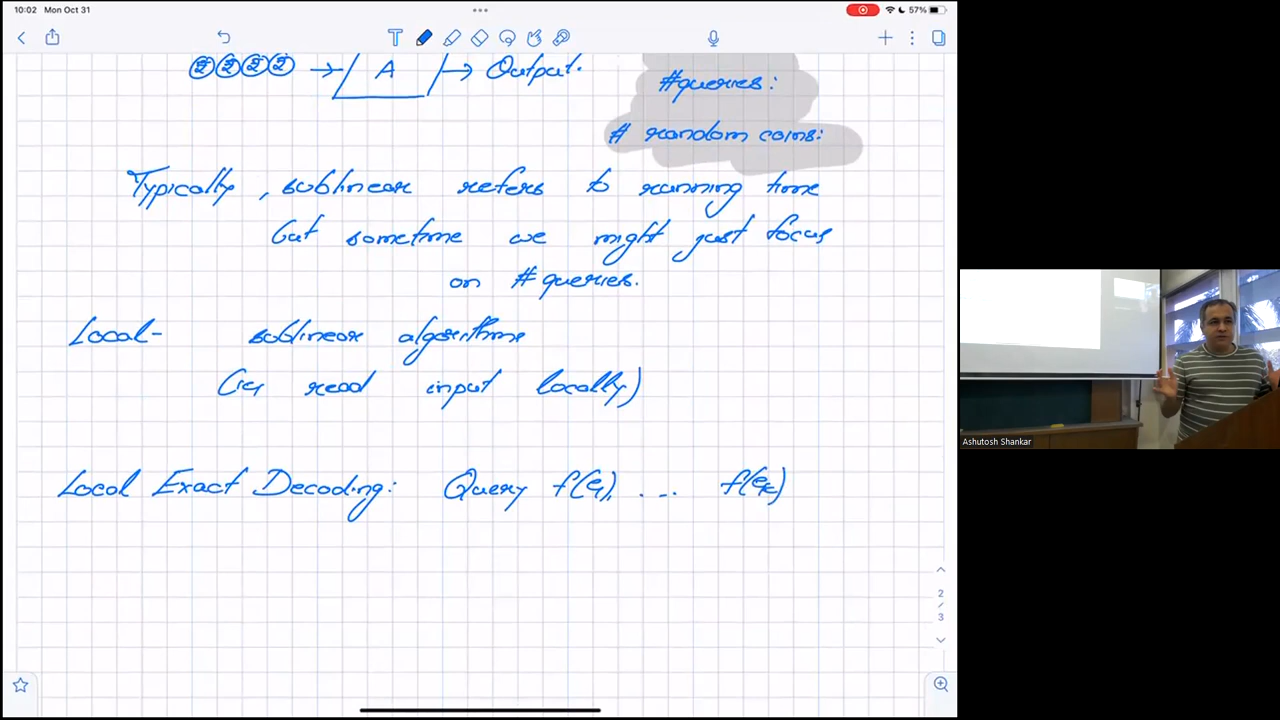 10:02 Mon Oct 31
57%
A → Output.
#queries:
# random coins:
Typically, sublinear refers to running time
but sometime we might just focus
on #queries.
Local- sublinear algorithms
(ie, read input locally)
Local Exact Decoding: Query f(e₁), ... f(eₖ)
2
/
3
Ashutosh Shankar